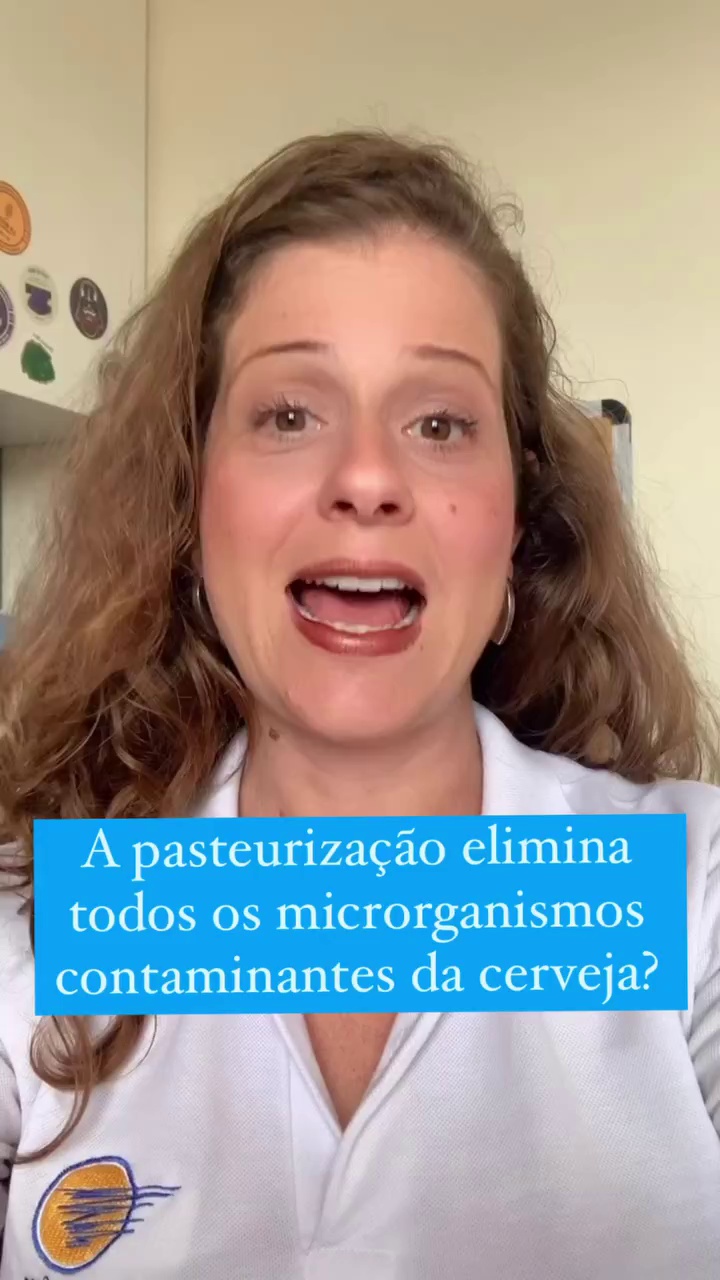 A pasteurização elimina
todos os microrganismos
contaminantes da cerveja?